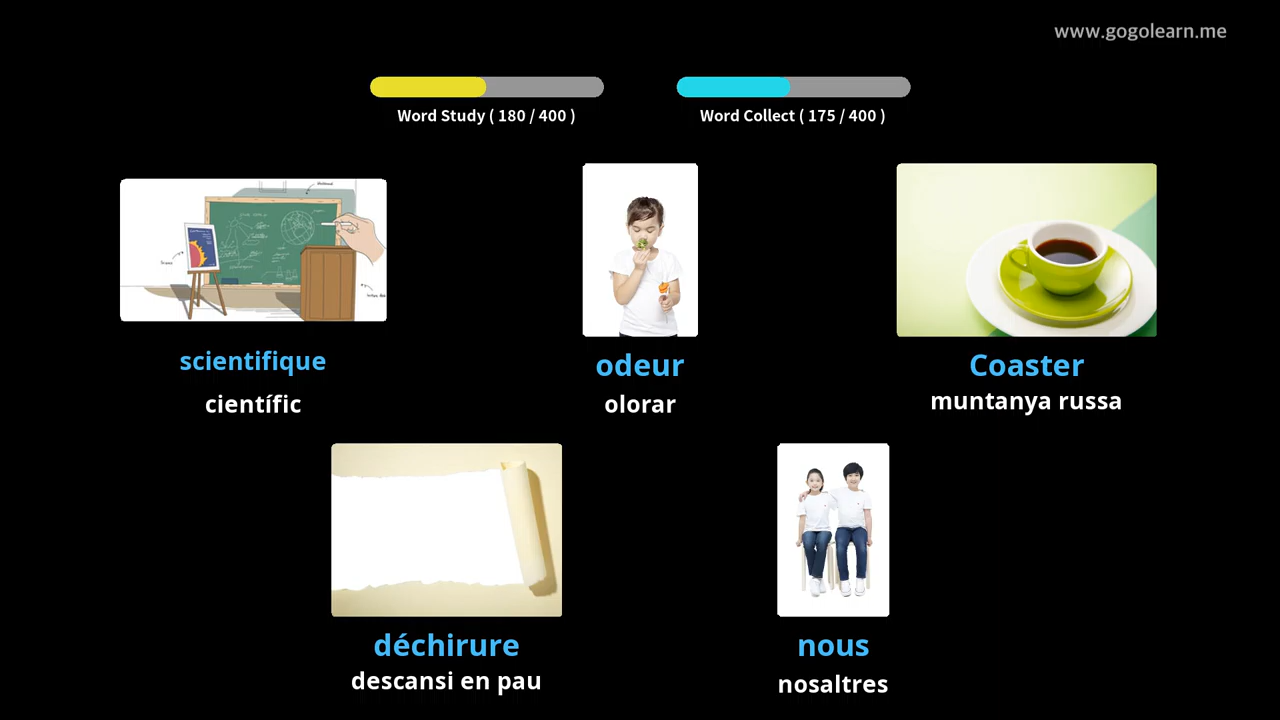 www.gogolearn.me
Word Study ( 180 / 400 )
Word Collect ( 175 / 400 )
scientifique
científic
odeur
olorar
Coaster
muntanya russa
déchirure
descansi en pau
nous
nosaltres